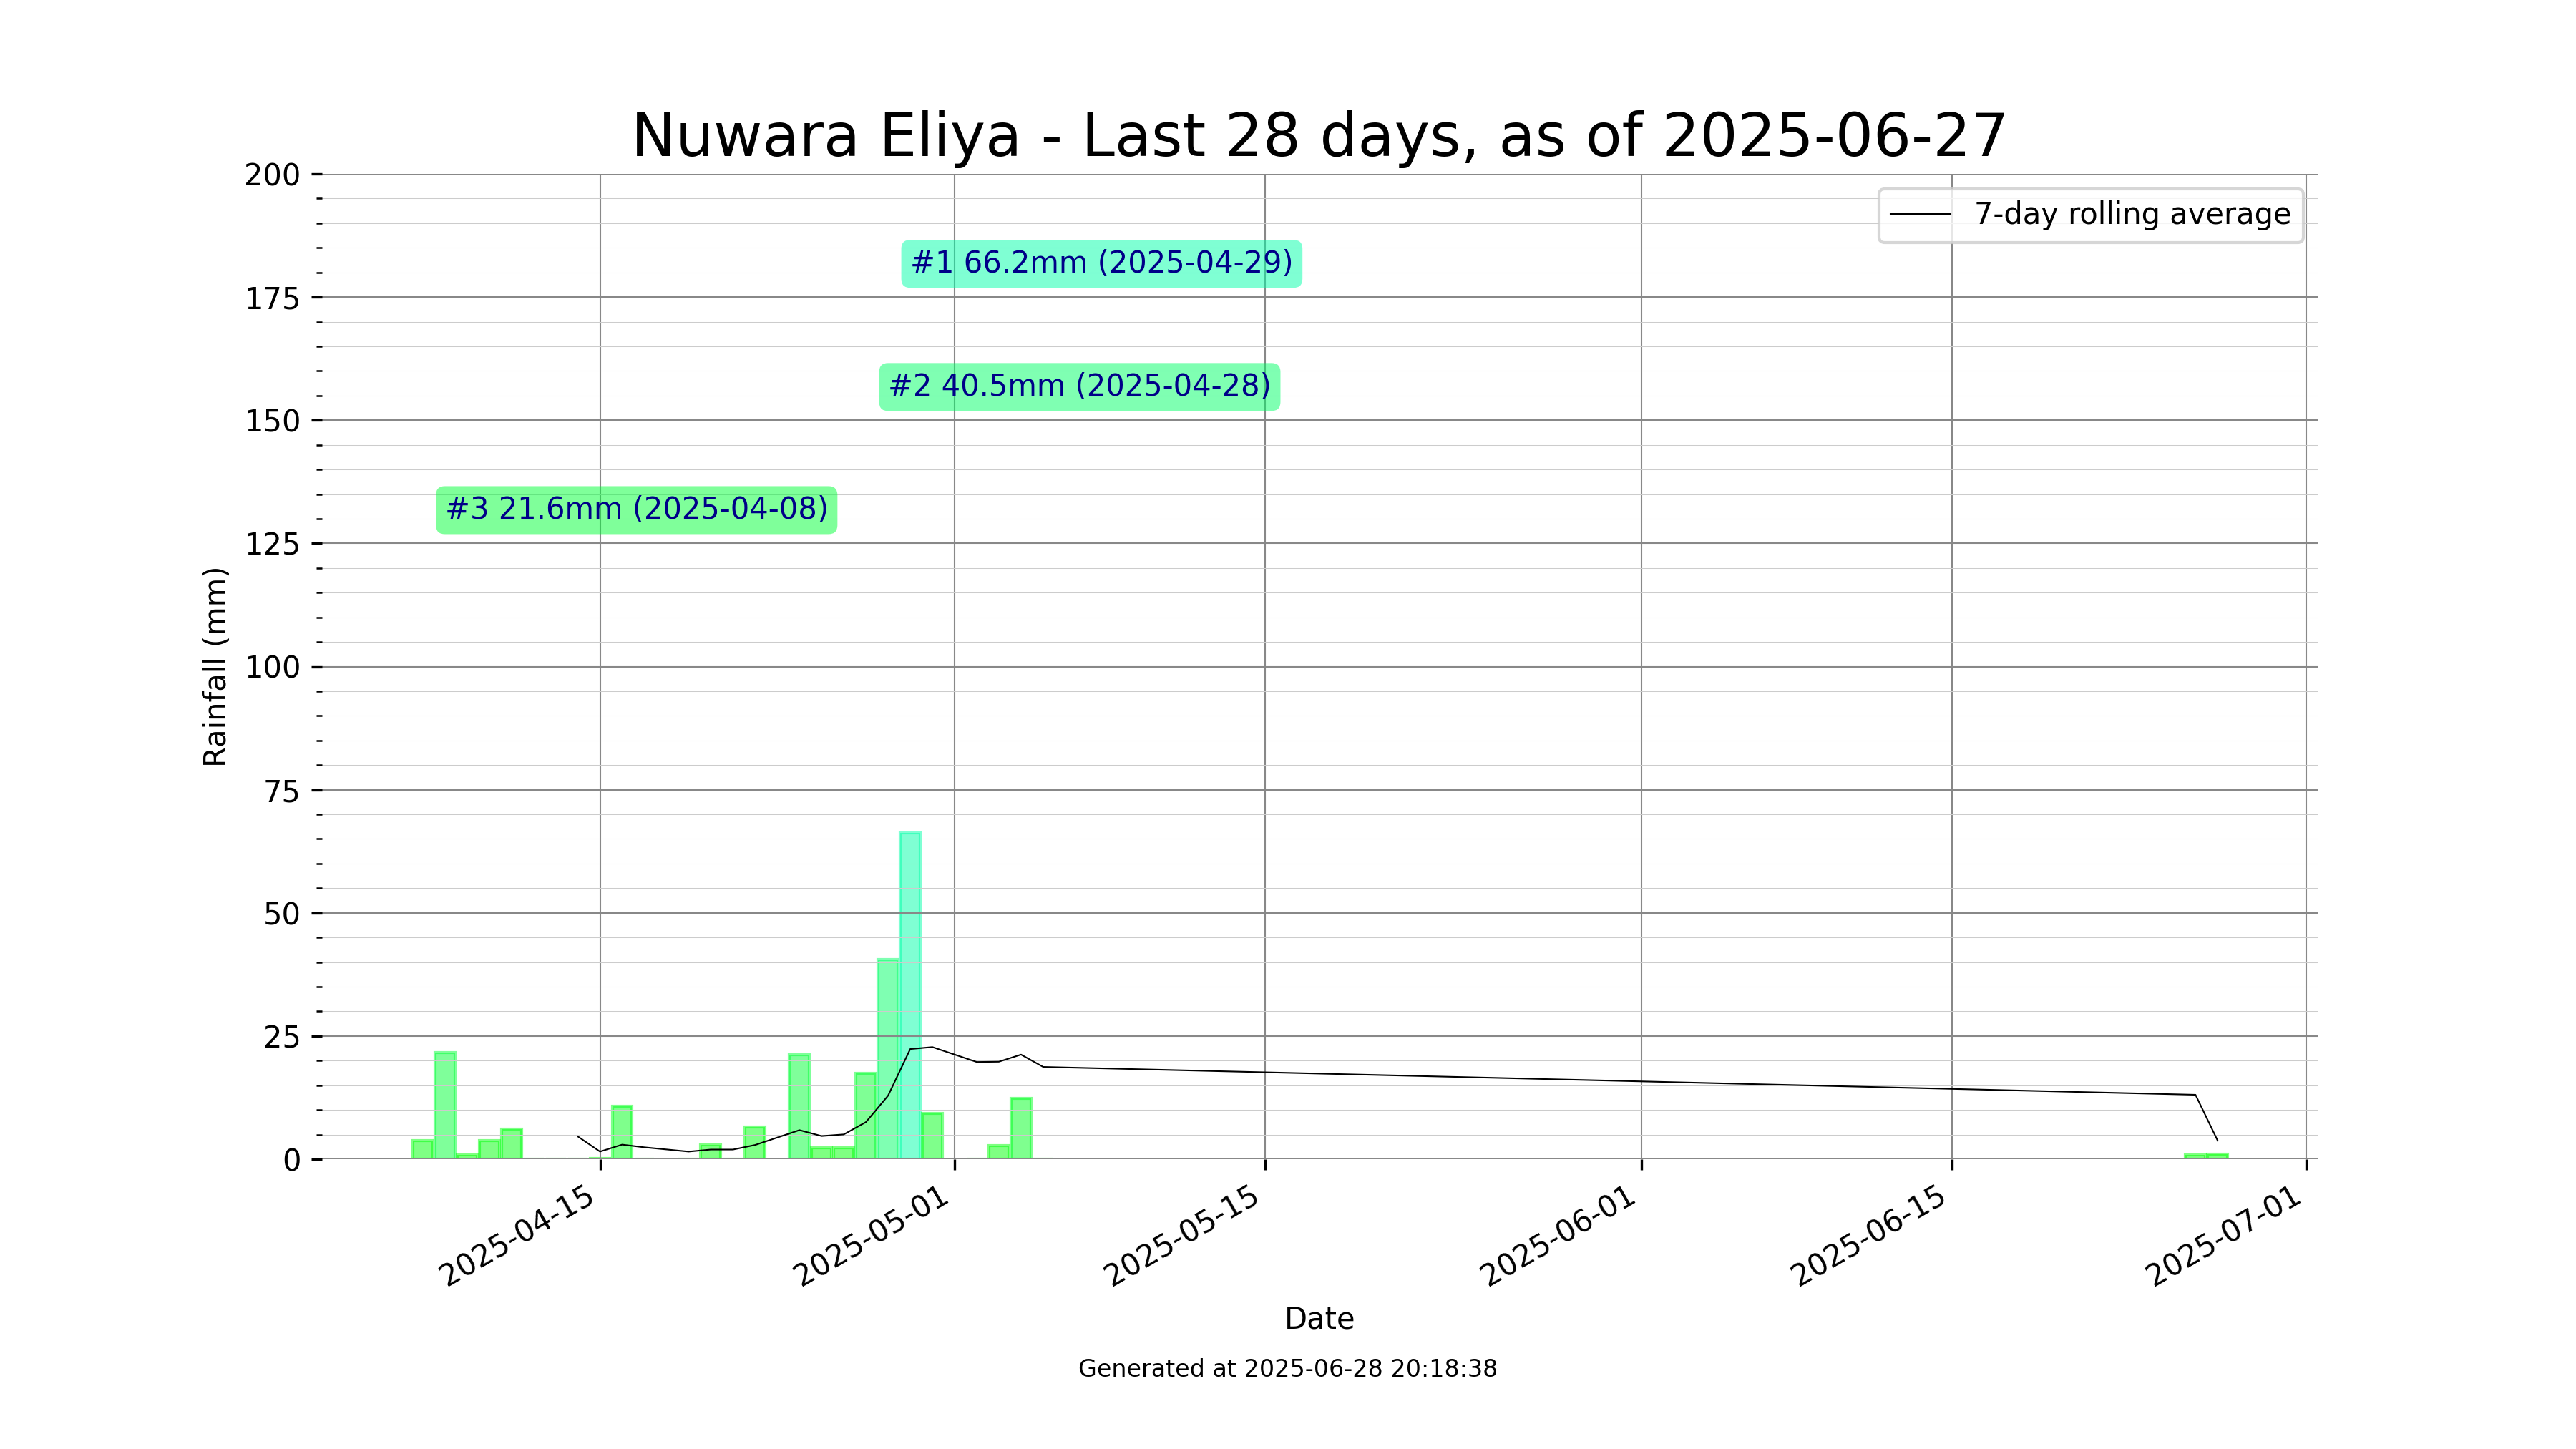 Nuwara Eliya - Last 28 days, as of 2025-06-27
200
175
150
125
100
75
50
25
0
Rainfall (mm)
7-day rolling average
#1 66.2mm (2025-04-29)
#2 40.5mm (2025-04-28)
#3 21.6mm (2025-04-08)
2025-04-15
2025-05-01
2025-05-15
2025-06-01
2025-06-15
2025-07-01
Date
Generated at 2025-06-28 20:18:38